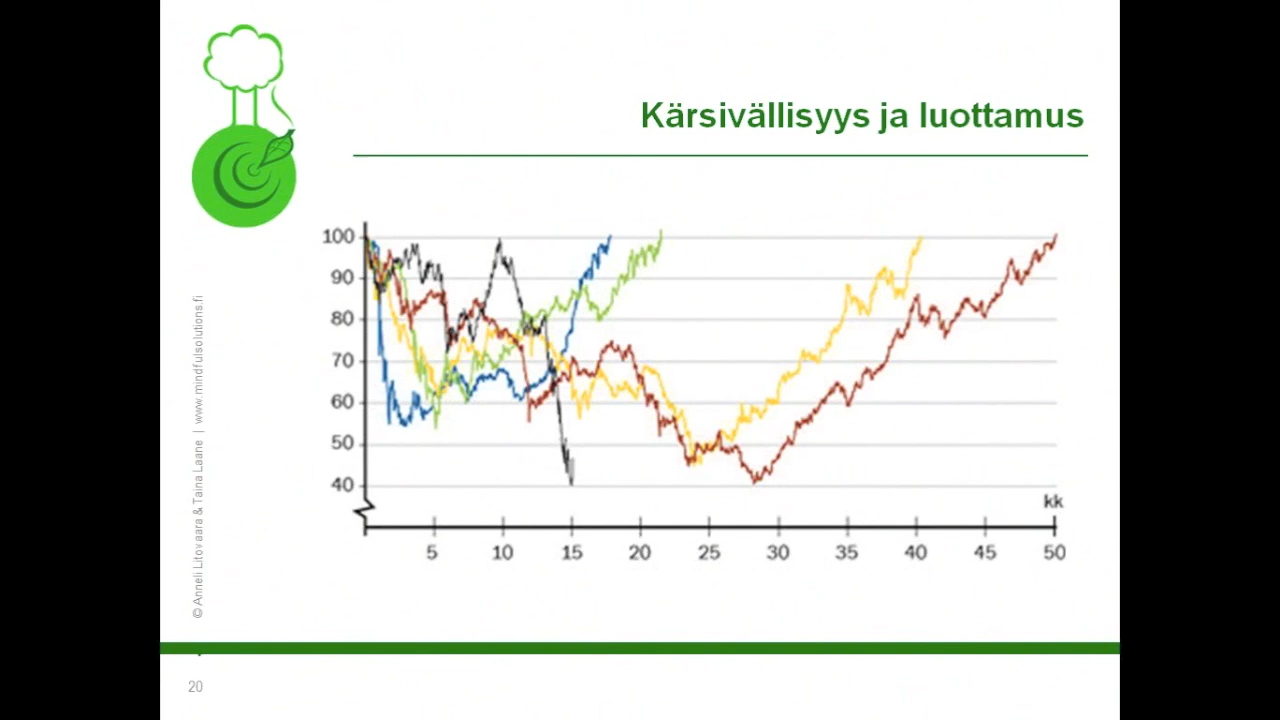 Kärsivällisyys ja luottamus
100
90
80
70
60
50
40
kk
5 10 15 20 25 30 35 40 45 50
© Anneli Litovaara & Taina Laane | www.mindfulsolutions.fi
20